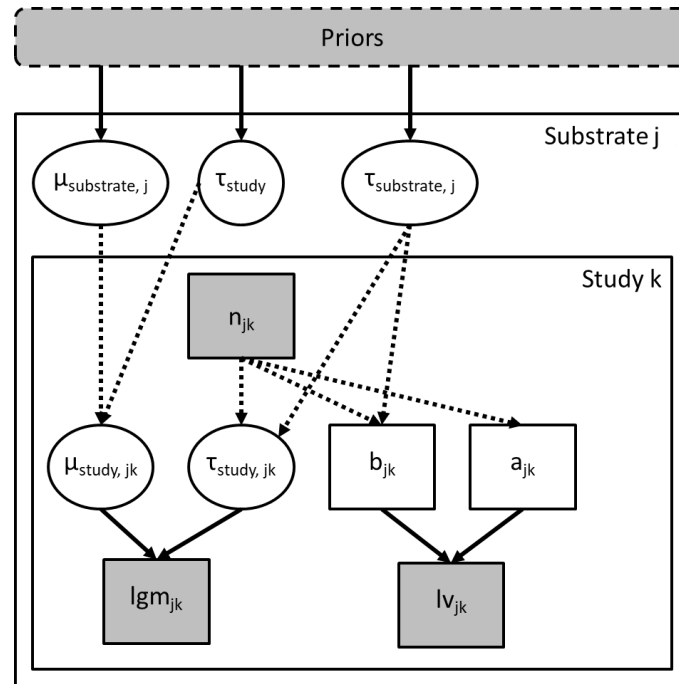 Priors
Substrate j
μsubstrate, j
τstudy
τsubstrate, j
Study k
njk
μstudy, jk
τstudy, jk
bjk
ajk
lgmjk
lvjk